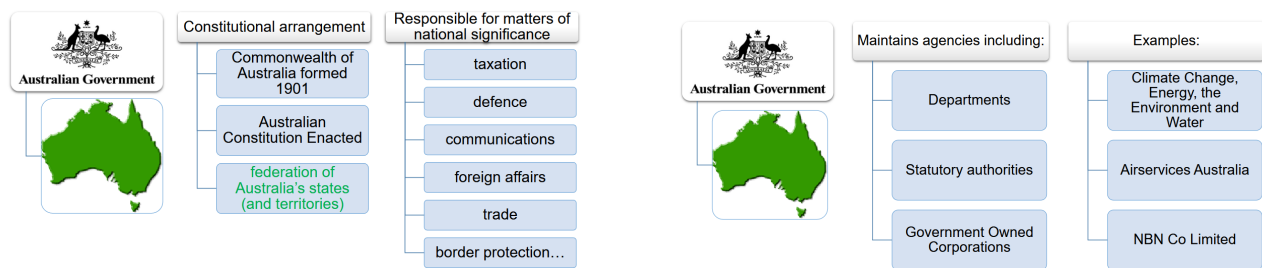 Australian Government
Constitutional arrangement
Commonwealth of
Australia formed
1901
Australian
Constitution Enacted
federation of
Australia's states
(and territories)
Responsible for matters of
national significance
taxation
defence
communications
foreign affairs
trade
border protection…
Australian Government
Maintains agencies including:
Departments
Statutory authorities
Government Owned
Corporations
Examples:
Climate Change,
Energy, the
Environment and
Water
Airservices Australia
NBN Co Limited